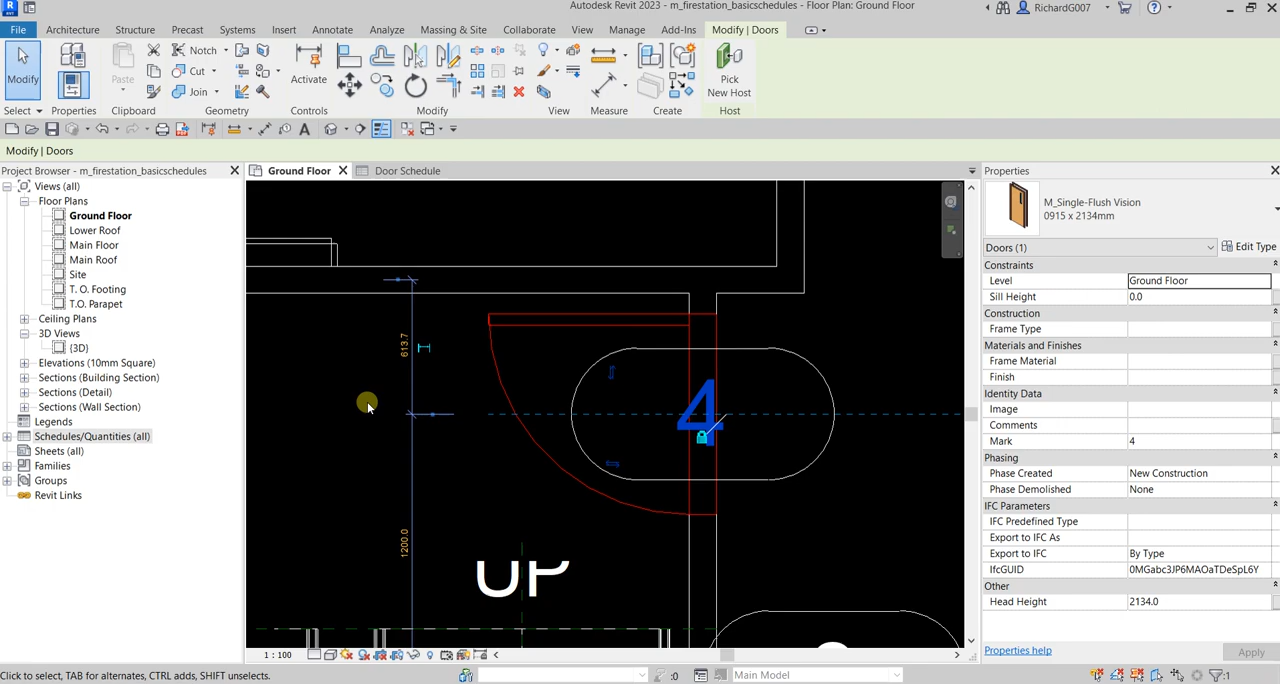 Autodesk Revit 2023 - m_firestation_basicschedules - Floor Plan: Ground Floor
RichardG007
File Architecture Structure Precast Systems Insert Annotate Analyze Massing & Site Collaborate View Manage Add-Ins Modify | Doors
Modify
Paste
Notch
Cut
Join
Activate
Pick
New Host
Select Properties Clipboard Geometry Controls Modify View Measure Create Host
Modify | Doors
Project Browser - m_firestation_basicschedules
Views (all)
Floor Plans
Ground Floor
Lower Roof
Main Floor
Main Roof
Site
T. O. Footing
T.O. Parapet
Ceiling Plans
3D Views
{3D}
Elevations (10mm Square)
Sections (Building Section)
Sections (Detail)
Sections (Wall Section)
Legends
Schedules/Quantities (all)
Sheets (all)
Families
Groups
Revit Links
Ground Floor
Door Schedule
613.7
4
1200.0
UP
1 : 100
Properties
M_Single-Flush Vision
0915 x 2134mm
Doors (1)
Edit Type
Constraints
Level Ground Floor
Sill Height 0.0
Construction
Frame Type
Materials and Finishes
Frame Material
Finish
Identity Data
Image
Comments
Mark 4
Phasing
Phase Created New Construction
Phase Demolished None
IFC Parameters
IFC Predefined Type
Export to IFC As
Export to IFC By Type
IfcGUID 0MGabc3JP6MAOaTDeSpL6Y
Other
Head Height 2134.0
Properties help
Apply
Click to select, TAB for alternates, CTRL adds, SHIFT unselects.
:0
Main Model
:1